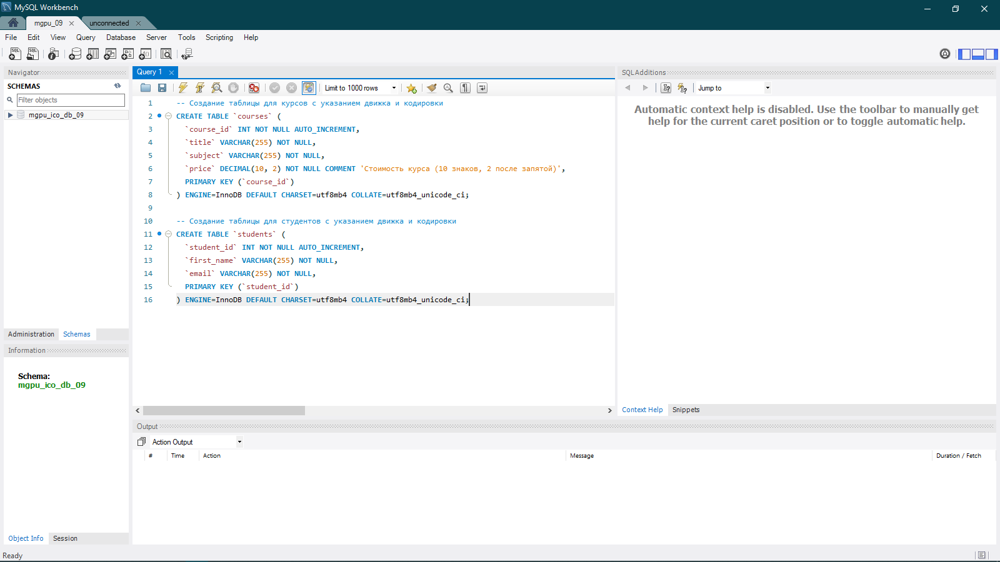 MySQL Workbench
mgpu_09
unconnected
File Edit View Query Database Server Tools Scripting Help
Navigator
SCHEMAS
Filter objects
mgpu_ico_db_09
Administration Schemas
Information
Schema:
mgpu_ico_db_09
Object Info Session
Query 1
Limit to 1000 rows
1 -- Создание таблицы для курсов с указанием движка и кодировки
2 CREATE TABLE `courses` (
3 `course_id` INT NOT NULL AUTO_INCREMENT,
4 `title` VARCHAR(255) NOT NULL,
5 `subject` VARCHAR(255) NOT NULL,
6 `price` DECIMAL(10, 2) NOT NULL COMMENT 'Стоимость курса (10 знаков, 2 после запятой)',
7 PRIMARY KEY (`course_id`)
8 ) ENGINE=InnoDB DEFAULT CHARSET=utf8mb4 COLLATE=utf8mb4_unicode_ci;
9
10 -- Создание таблицы для студентов с указанием движка и кодировки
11 CREATE TABLE `students` (
12 `student_id` INT NOT NULL AUTO_INCREMENT,
13 `first_name` VARCHAR(255) NOT NULL,
14 `email` VARCHAR(255) NOT NULL,
15 PRIMARY KEY (`student_id`)
16 ) ENGINE=InnoDB DEFAULT CHARSET=utf8mb4 COLLATE=utf8mb4_unicode_ci;
SQLAdditions
Jump to
Automatic context help is disabled. Use the toolbar to manually get
help for the current caret position or to toggle automatic help.
Context Help Snippets
Output
Action Output
# Time Action Message Duration / Fetch
Ready